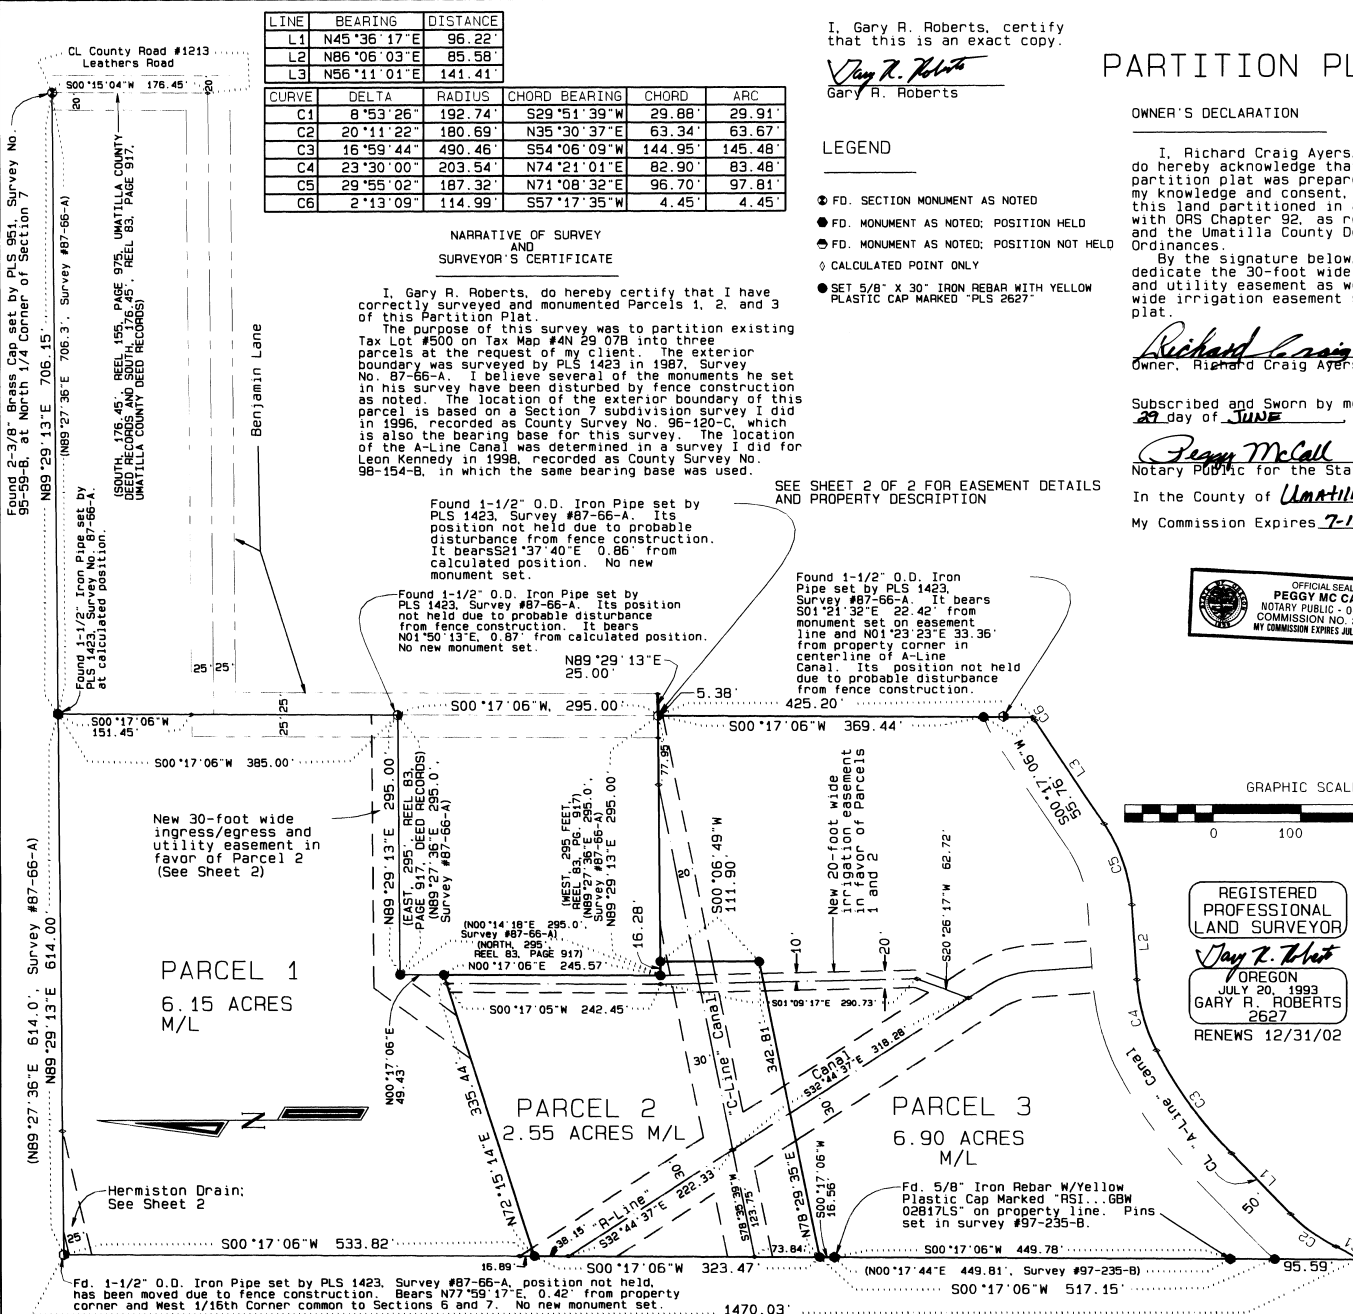 LINE BEARING DISTANCE
L1 N45°36'17"E 96.22'
L2 N86°06'03"E 85.58'
L3 N56°11'01"E 141.41'
CURVE DELTA RADIUS CHORD BEARING CHORD ARC
C1 8°53'26" 192.74' S29°51'39"W 29.88' 29.91'
C2 20°11'22" 180.69' N35°30'37"E 63.34' 63.67'
C3 16°59'44" 490.46' S54°06'09"W 144.95' 145.48'
C4 23°30'00" 203.54' N74°21'01"E 82.90' 83.48'
C5 29°55'02" 187.32' N71°08'32"E 96.70' 97.81'
C6 2°13'09" 114.99' S57°17'35"W 4.45' 4.45'
I, Gary R. Roberts, certify
that this is an exact copy.
Gary R. Roberts
Gary R. Roberts
PARTITION PL
OWNER'S DECLARATION
I, Richard Craig Ayers,
do hereby acknowledge tha
partition plat was prepare
my knowledge and consent,
this land partitioned in
with ORS Chapter 92, as r
and the Umatilla County D
Ordinances.
By the signature below,
dedicate the 30-foot wide
and utility easement as we
wide irrigation easement
plat.
Richard Craig
Owner, Richard Craig Ayers
Subscribed and Sworn by m
29 day of JUNE,
Peggy McCall
Notary Public for the Sta
In the County of Umatill
My Commission Expires 7-1
OFFICIAL SEAL
PEGGY MC CA
NOTARY PUBLIC - O
COMMISSION NO.
MY COMMISSION EXPIRES JUL
LEGEND
FD. SECTION MONUMENT AS NOTED
FD. MONUMENT AS NOTED; POSITION HELD
FD. MONUMENT AS NOTED; POSITION NOT HELD
CALCULATED POINT ONLY
SET 5/8" X 30" IRON REBAR WITH YELLOW
PLASTIC CAP MARKED "PLS 2627"
NARRATIVE OF SURVEY
AND
SURVEYOR'S CERTIFICATE
I, Gary R. Roberts, do hereby certify that I have
correctly surveyed and monumented Parcels 1, 2, and 3
of this Partition Plat.
The purpose of this survey was to partition existing
Tax Lot #500 on Tax Map #4N 29 07B into three
parcels at the request of my client. The exterior
boundary was surveyed by PLS 1423 in 1987, Survey
No. 87-66-A. I believe several of the monuments he set
in his survey have been disturbed by fence construction
as noted. The location of the exterior boundary of this
parcel is based on a Section 7 subdivision survey I did
in 1996, recorded as County Survey No. 96-120-C, which
is also the bearing base for this survey. The location
of the A-Line Canal was determined in a survey I did for
Leon Kennedy in 1998, recorded as County Survey No.
98-154-B, in which the same bearing base was used.
SEE SHEET 2 OF 2 FOR EASEMENT DETAILS
AND PROPERTY DESCRIPTION
CL County Road #1213
Leathers Road
S00°15'04"W 176.45'
20'
20'
Found 2-3/8" Brass Cap set by PLS 951, Survey No.
95-59-B, at North 1/4 Corner of Section 7
N89°29'13"E 706.15'
(N89°27'36"E 706.3', Survey #87-66-A)
(SOUTH, 176.45', REEL 155, PAGE 975, UMATILLA COUNTY
DEED RECORDS AND SOUTH, 176.45', REEL 83, PAGE 917,
UMATILLA COUNTY DEED RECORDS)
Benjamin Lane
Found 1-1/2" Iron Pipe set by
PLS 1423, Survey No. 87-66-A,
at calculated position.
25' 25'
25' 25'
Found 1-1/2" O.D. Iron Pipe set by
PLS 1423, Survey #87-66-A. Its
position not held due to probable
disturbance from fence construction.
It bearsS21°37'40"E 0.86' from
calculated position. No new
monument set.
Found 1-1/2" O.D. Iron Pipe set by
PLS 1423, Survey #87-66-A. Its position
not held due to probable disturbance
from fence construction. It bears
N01°50'13"E, 0.87' from calculated position.
No new monument set.
Found 1-1/2" O.D. Iron
Pipe set by PLS 1423,
Survey #87-66-A. It bears
S01°21'32"E 22.42' from
monument set on easement
line and N01°23'23"E 33.36'
from property corner in
centerline of A-Line
Canal. Its position not held
due to probable disturbance
from fence construction.
N89°29'13"E
25.00'
5.38'
S00°17'06"W, 295.00'
425.20'
S00°17'06"W 369.44'
S00°17'06"W
151.45'
S00°17'06"W 385.00'
S00°17'06"W
55.76'
C6
L3
C5
L2
C4
C3
L1
C2
GRAPHIC SCAL
0 100
New 30-foot wide
ingress/egress and
utility easement in
favor of Parcel 2
(See Sheet 2)
N89°29'13"E 295.00'
(EAST, 295', REEL 83,
PAGE 917, DEED RECORDS)
(N89°27'36"E 295.0',
Survey #87-66-A)
(WEST, 295 FEET,
REEL 83, PG. 917)
(N89°27'36"E 295.0',
Survey #87-66-A)
N89°29'13"E 295.00'
77.95
16.28'
20'
S00°06'49"W
111.90'
New 20-foot wide
irrigation easement
in favor of Parcels
1 and 2
S20°26'17"W 62.72'
10'
20'
(N00°14'18"E 295.0',
Survey #87-66-A)
(NORTH, 295',
REEL 83, PAGE 917)
N00°17'06"E 245.57'
S00°17'05"W 242.45'
S01°09'17"E 290.73'
N00°17'06"E
49.43'
335.44'
N72°15'14"E
"C-Line" Canal
30'
342.81
N78°29'35"E
Canal
S32°44'37"E 318.28'
30'
REGISTERED
PROFESSIONAL
LAND SURVEYOR
Gary R. Roberts
OREGON
JULY 20, 1993
GARY R. ROBERTS
2627
RENEWS 12/31/02
PARCEL 1
6.15 ACRES
M/L
PARCEL 2
2.55 ACRES M/L
PARCEL 3
6.90 ACRES
M/L
(N89°27'36"E 614.0', Survey #87-66-A)
N89°29'13"E 614.00'
N
Hermiston Drain;
See Sheet 2
25'
S00°17'06"W 533.82'
38.15'
"R-Line"
30'
S32°44'37"E 222.33'
16.89'
73.84'
S00°17'06"W
16.56'
S00°17'06"W 323.47'
CL "A-Line" Canal
50'
Fd. 5/8" Iron Rebar W/Yellow
Plastic Cap Marked "RSI...GBW
02B17LS" on property line. Pins
set in survey #97-235-B.
S00°17'06"W 449.78'
(N00°17'44"E 449.81', Survey #97-235-B)
S00°17'06"W 517.15'
95.59'
Fd. 1-1/2" O.D. Iron Pipe set by PLS 1423, Survey #87-66-A, position not held,
has been moved due to fence construction. Bears N77°59'17"E, 0.42' from property
corner and West 1/16th Corner common to Sections 6 and 7. No new monument set.
1470.03'